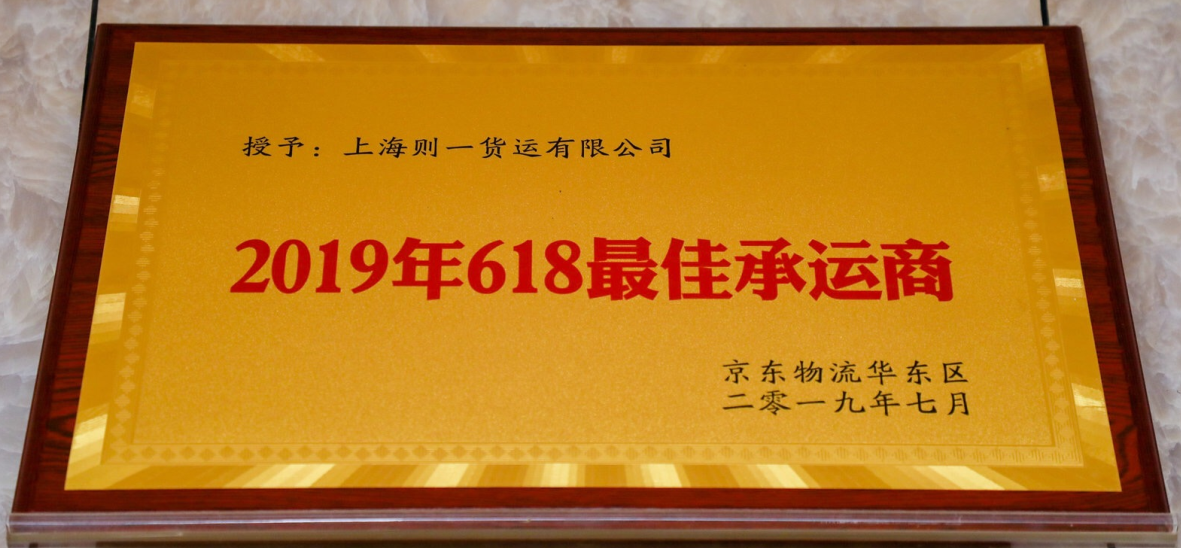 授予：上海则一货运有限公司
2019年618最佳承运商
京东物流华东区
二零一九年七月